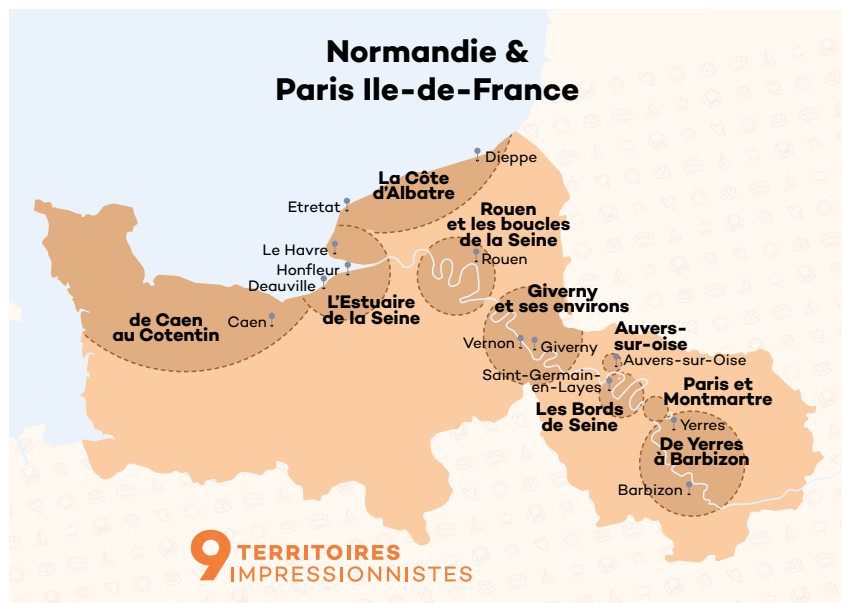 Normandie &
Paris Ile-de-France
Dieppe
La Côte
d'Albatre
Etretat
Rouen
et les boucles
de la Seine
Le Havre
Rouen
Honfleur
Deauville
Giverny
et ses environs
L'Estuaire
de la Seine
de Caen
au Cotentin
Caen
Auvers-
sur-oise
Vernon
Giverny
Auvers-sur-Oise
Saint-Germain-
en-Layes
Paris et
Montmartre
Les Bords
de Seine
Yerres
De Yerres
à Barbizon
Barbizon
9 TERRITOIRES
IMPRESSIONNISTES